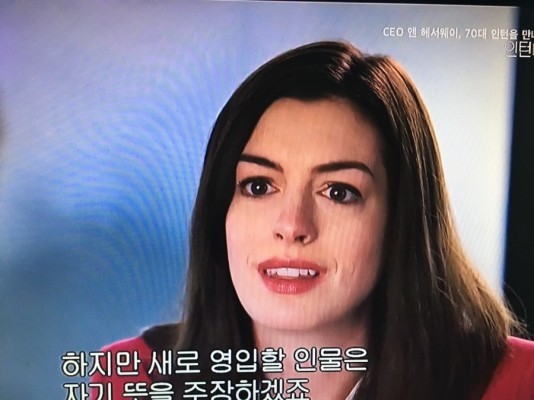 CEO 앤 헤서웨이, 70대 인턴을 만나
인턴
하지만 새로 영입할 인물은
자기 뜻을 주장하겠죠